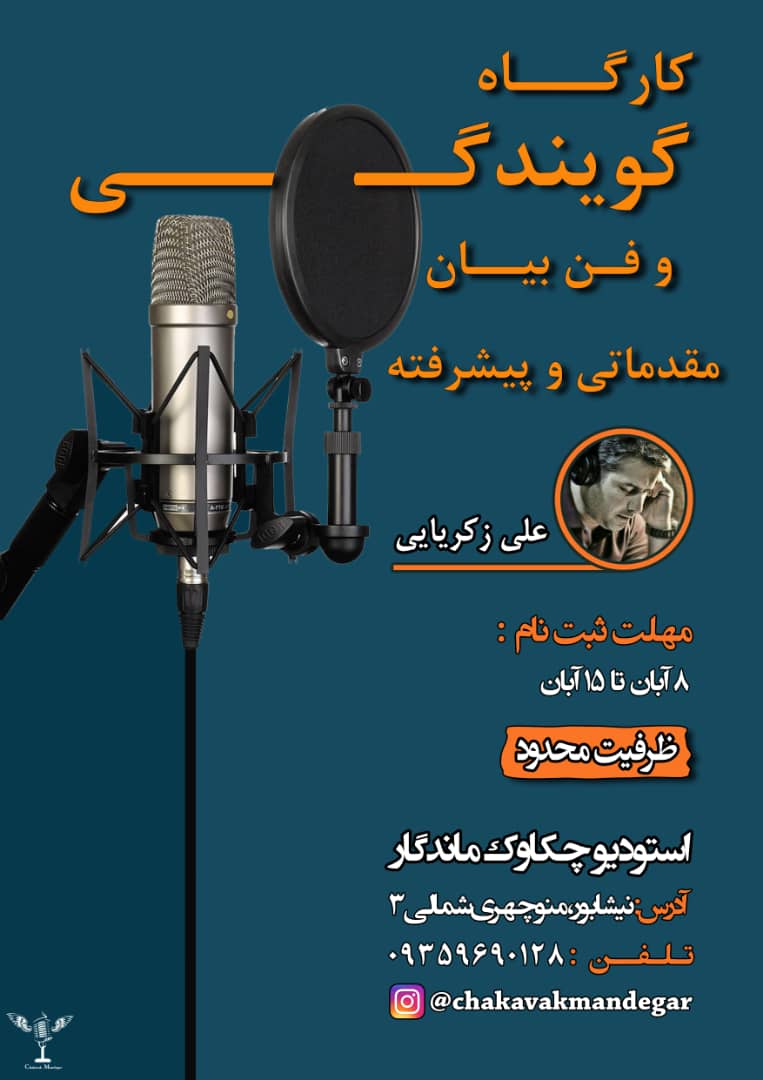 کارگاه
گویندگی
و فن بیان
مقدماتی و پیشرفته
علی زکریایی
مهلت ثبت نام :
۸ آبان تا ۱۵ آبان
ظرفیت محدود
استودیو چکاوک ماندگار
آدرس: نیشابور، منوچهری شمالی ۳
تلفن : ۰۹۳۵۹۶۹۰۱۲۸
@chakavakmandegar